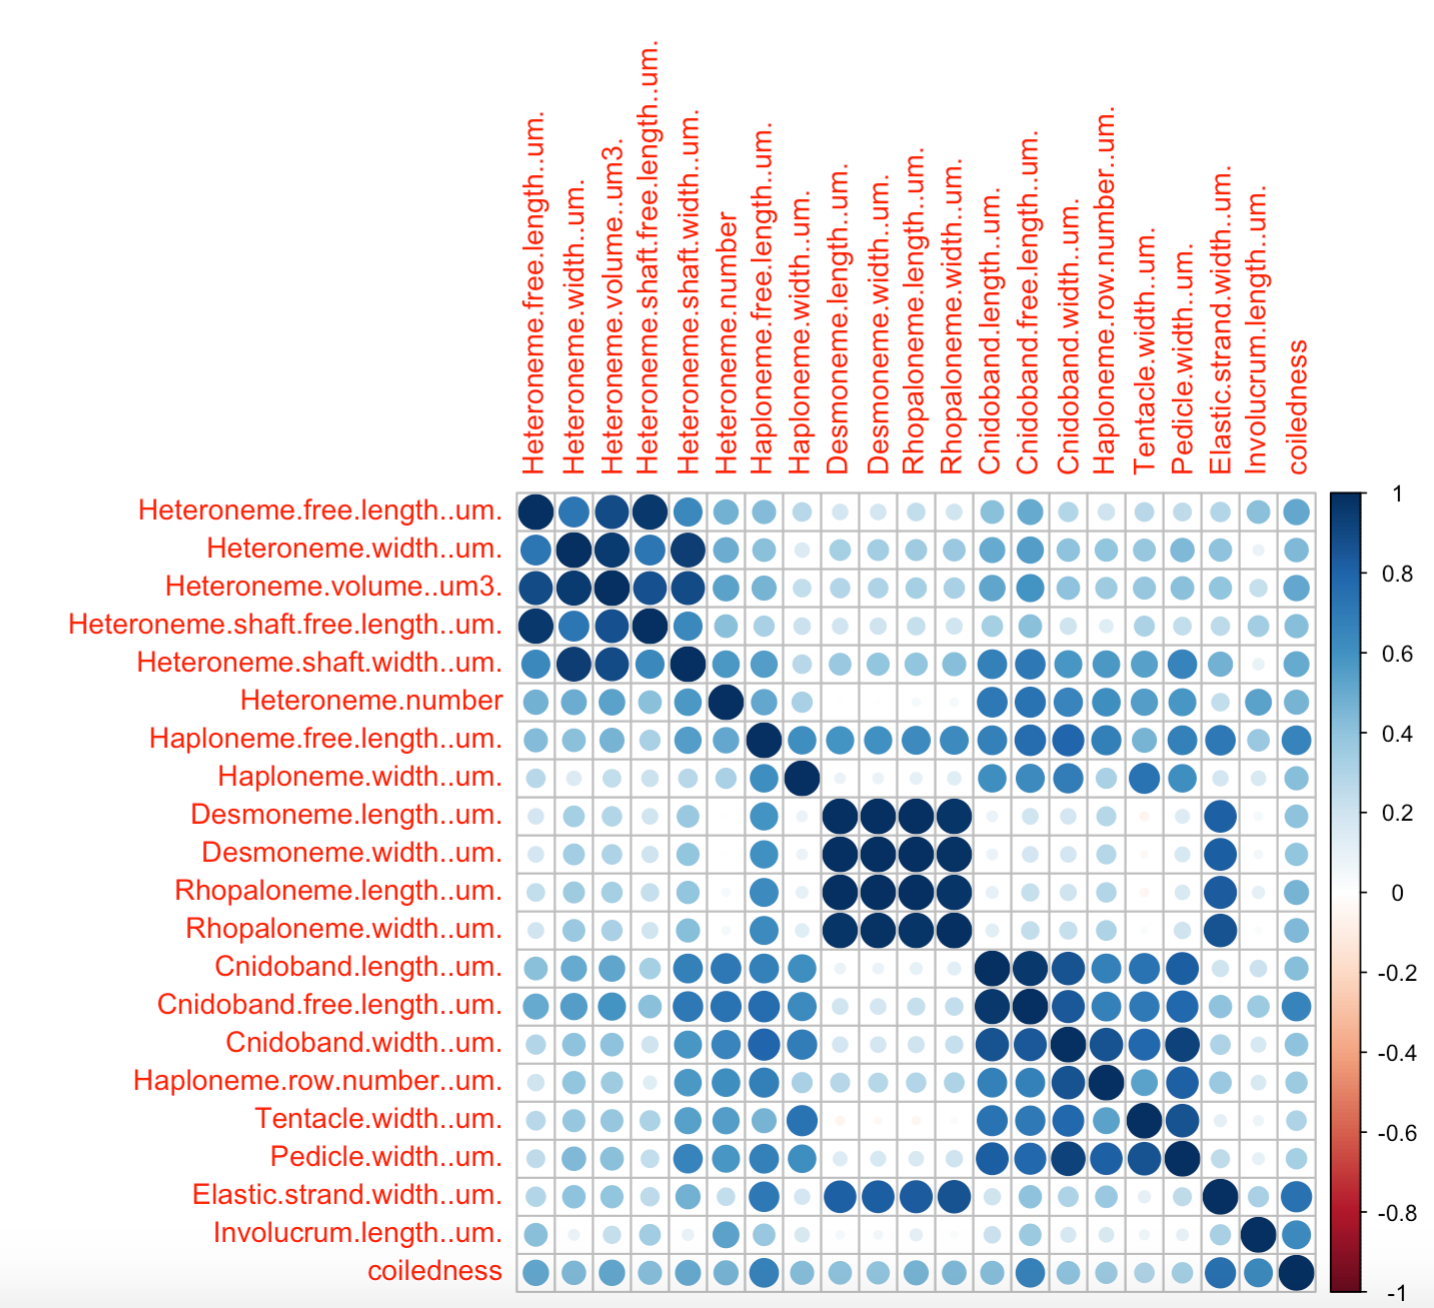 Heteroneme.free.length..um.
Heteroneme.width..um.
Heteroneme.volume..um3.
Heteroneme.shaft.free.length..um.
Heteroneme.shaft.width..um.
Heteroneme.number
Haploneme.free.length..um.
Haploneme.width..um.
Desmoneme.length..um.
Desmoneme.width..um.
Rhopaloneme.length..um.
Rhopaloneme.width..um.
Cnidoband.length..um.
Cnidoband.free.length..um.
Cnidoband.width..um.
Haploneme.row.number..um.
Tentacle.width..um.
Pedicle.width..um.
Elastic.strand.width..um.
Involucrum.length..um.
coiledness
Heteroneme.free.length..um.
Heteroneme.width..um.
Heteroneme.volume..um3.
Heteroneme.shaft.free.length..um.
Heteroneme.shaft.width..um.
Heteroneme.number
Haploneme.free.length..um.
Haploneme.width..um.
Desmoneme.length..um.
Desmoneme.width..um.
Rhopaloneme.length..um.
Rhopaloneme.width..um.
Cnidoband.length..um.
Cnidoband.free.length..um.
Cnidoband.width..um.
Haploneme.row.number..um.
Tentacle.width..um.
Pedicle.width..um.
Elastic.strand.width..um.
Involucrum.length..um.
coiledness
1
0.8
0.6
0.4
0.2
0
-0.2
-0.4
-0.6
-0.8
-1